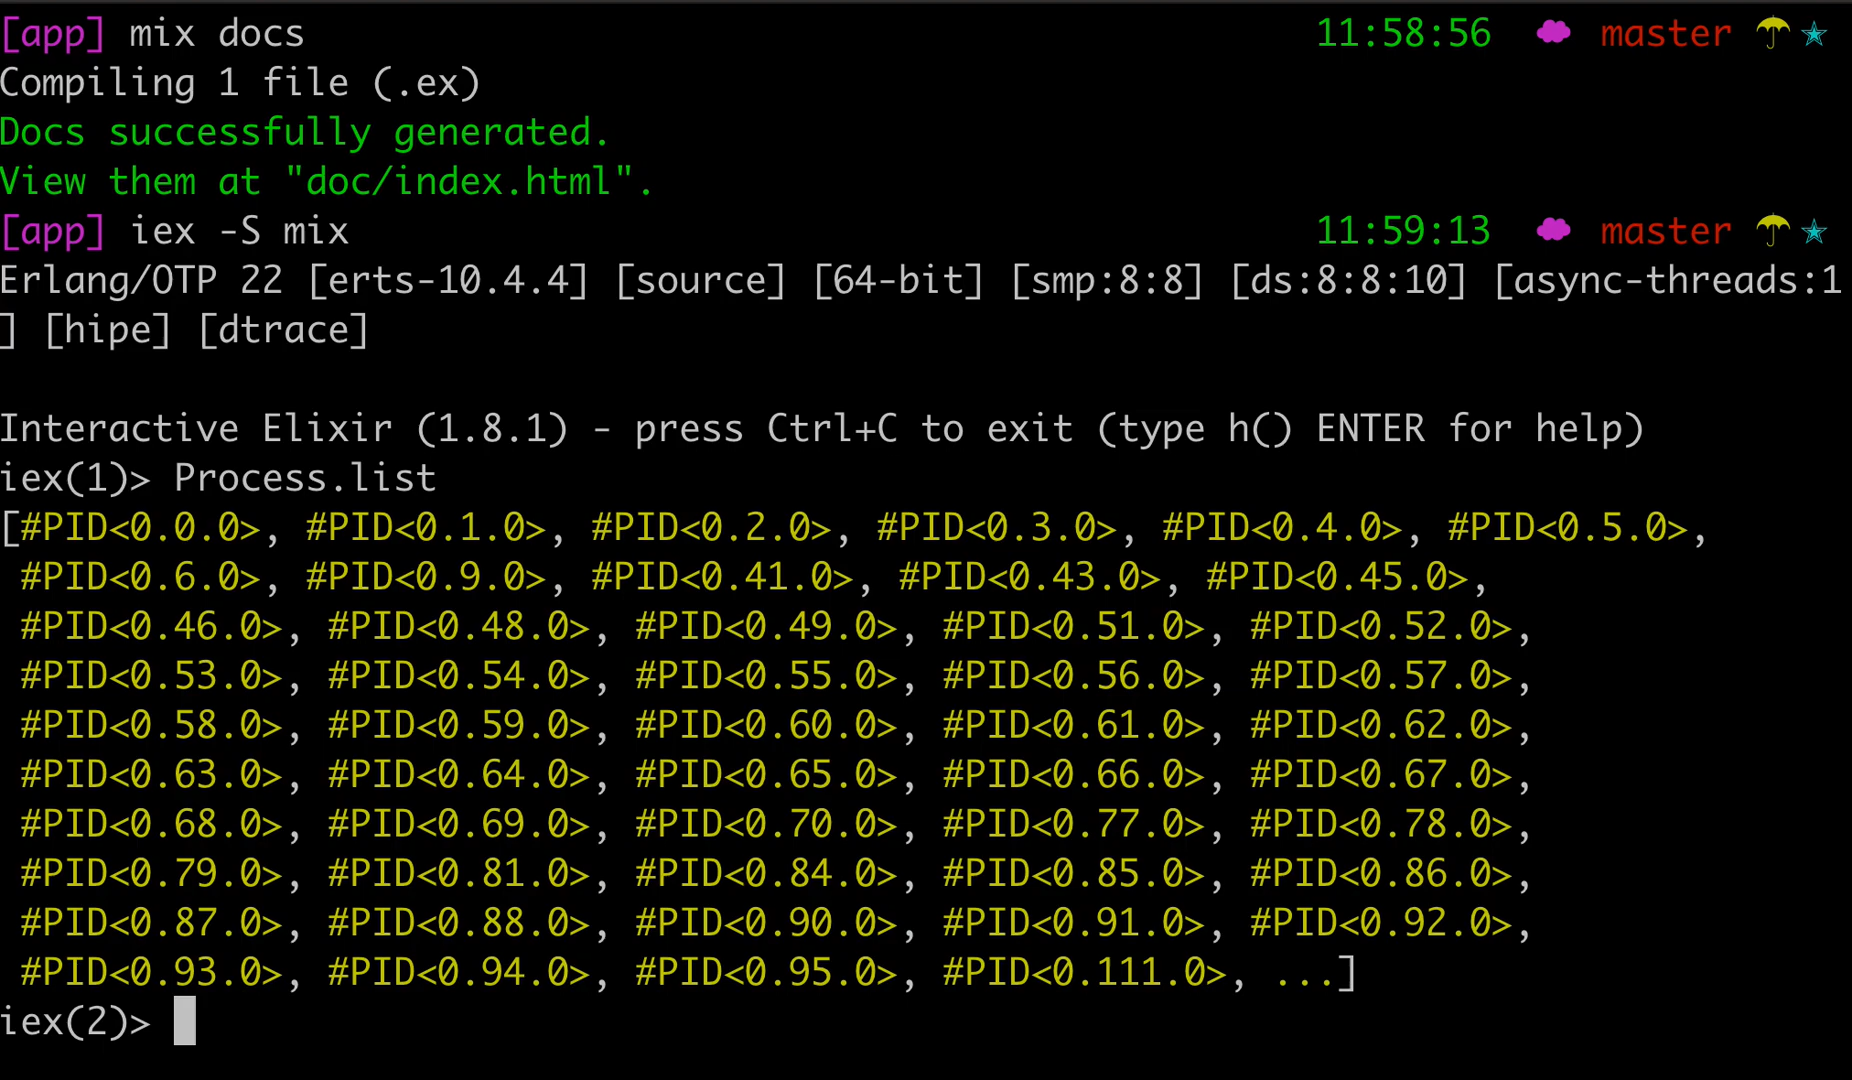 [app] mix docs 11:58:56 master
Compiling 1 file (.ex)
Docs successfully generated.
View them at "doc/index.html".
[app] iex -S mix 11:59:13 master
Erlang/OTP 22 [erts-10.4.4] [source] [64-bit] [smp:8:8] [ds:8:8:10] [async-threads:1
] [hipe] [dtrace]
Interactive Elixir (1.8.1) - press Ctrl+C to exit (type h() ENTER for help)
iex(1)> Process.list
[#PID<0.0.0>, #PID<0.1.0>, #PID<0.2.0>, #PID<0.3.0>, #PID<0.4.0>, #PID<0.5.0>,
#PID<0.6.0>, #PID<0.9.0>, #PID<0.41.0>, #PID<0.43.0>, #PID<0.45.0>,
#PID<0.46.0>, #PID<0.48.0>, #PID<0.49.0>, #PID<0.51.0>, #PID<0.52.0>,
#PID<0.53.0>, #PID<0.54.0>, #PID<0.55.0>, #PID<0.56.0>, #PID<0.57.0>,
#PID<0.58.0>, #PID<0.59.0>, #PID<0.60.0>, #PID<0.61.0>, #PID<0.62.0>,
#PID<0.63.0>, #PID<0.64.0>, #PID<0.65.0>, #PID<0.66.0>, #PID<0.67.0>,
#PID<0.68.0>, #PID<0.69.0>, #PID<0.70.0>, #PID<0.77.0>, #PID<0.78.0>,
#PID<0.79.0>, #PID<0.81.0>, #PID<0.84.0>, #PID<0.85.0>, #PID<0.86.0>,
#PID<0.87.0>, #PID<0.88.0>, #PID<0.90.0>, #PID<0.91.0>, #PID<0.92.0>,
#PID<0.93.0>, #PID<0.94.0>, #PID<0.95.0>, #PID<0.111.0>, ...]
iex(2)>